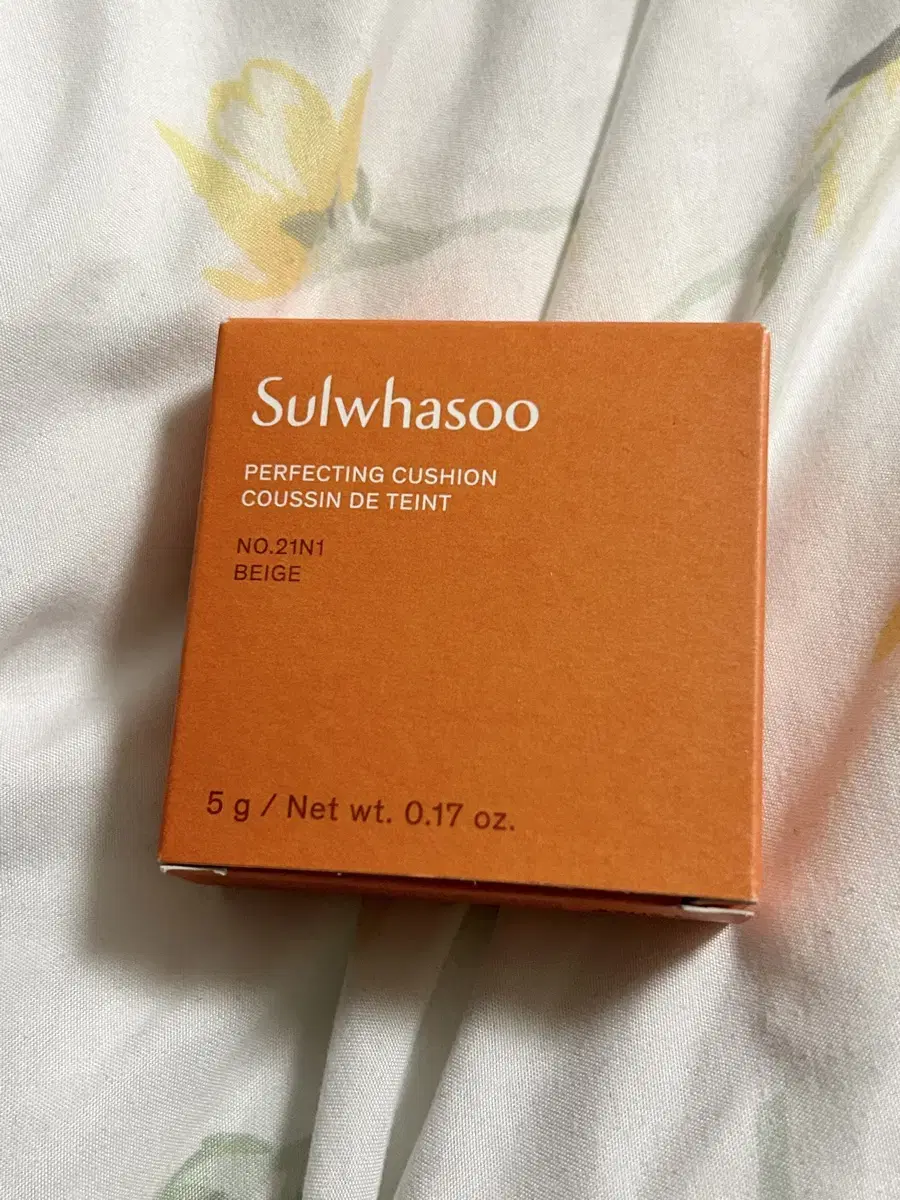 Sulwhasoo
PERFECTING CUSHION
COUSSIN DE TEINT
NO.21N1
BEIGE
5 g / Net wt. 0.17 oz.